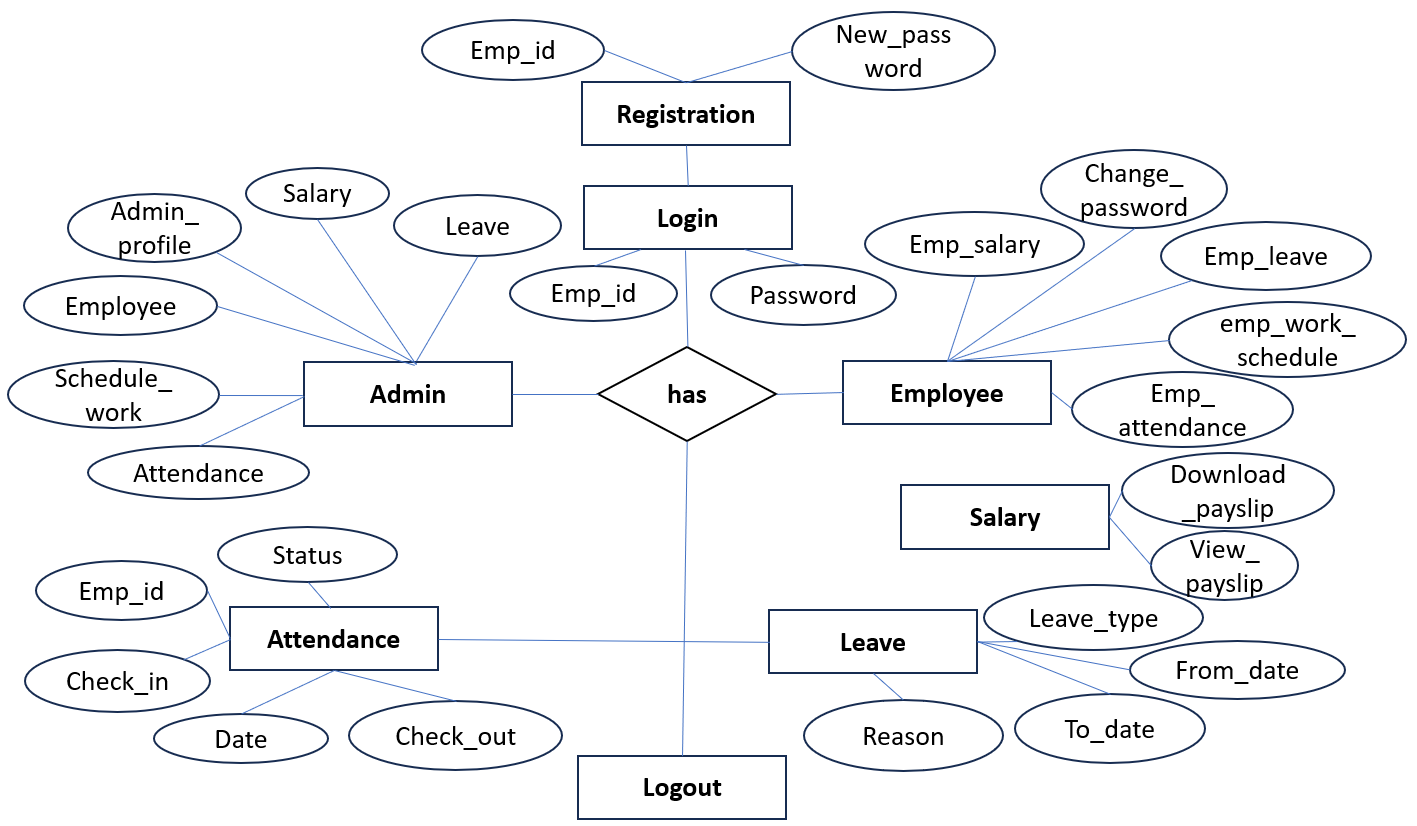 Emp_id
New_pass
word
Registration
Salary
Admin_
profile
Leave
Login
Change_
password
Emp_salary
Emp_leave
Employee
Emp_id
Password
emp_work_
schedule
Schedule_
work
Admin
has
Employee
Emp_
attendance
Attendance
Download
_payslip
Salary
View_
payslip
Status
Emp_id
Attendance
Leave
Leave_type
From_date
Check_in
Date
Check_out
Reason
To_date
Logout